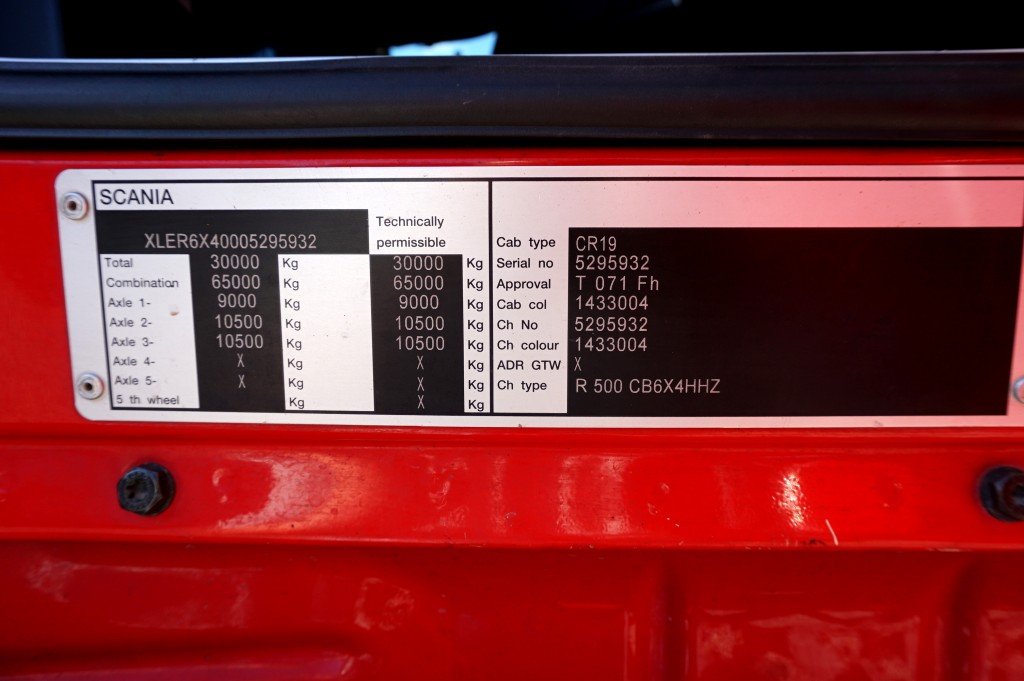 SCANIA
Technically
permissible
XLER6X40005295932
Total 30000 Kg 30000 Kg
Combination 65000 Kg 65000 Kg
Axle 1- 9000 Kg 9000 Kg
Axle 2- 10500 Kg 10500 Kg
Axle 3- 10500 Kg 10500 Kg
Axle 4- X Kg X Kg
Axle 5- X Kg X Kg
5 th wheel Kg X Kg
Cab type CR19
Serial no 5295932
Approval T 071 Fh
Cab col 1433004
Ch No 5295932
Ch colour 1433004
ADR GTW X
Ch type R 500 CB6X4HHZ